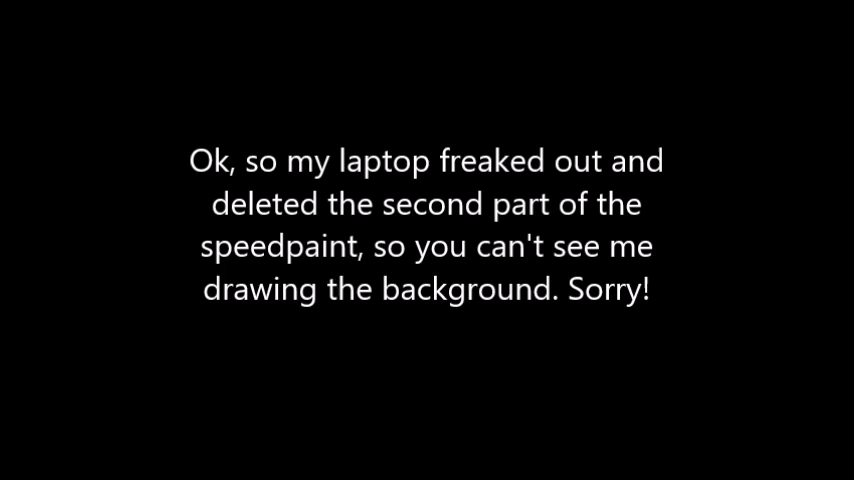 Ok, so my laptop freaked out and
deleted the second part of the
speedpaint, so you can't see me
drawing the background. Sorry!